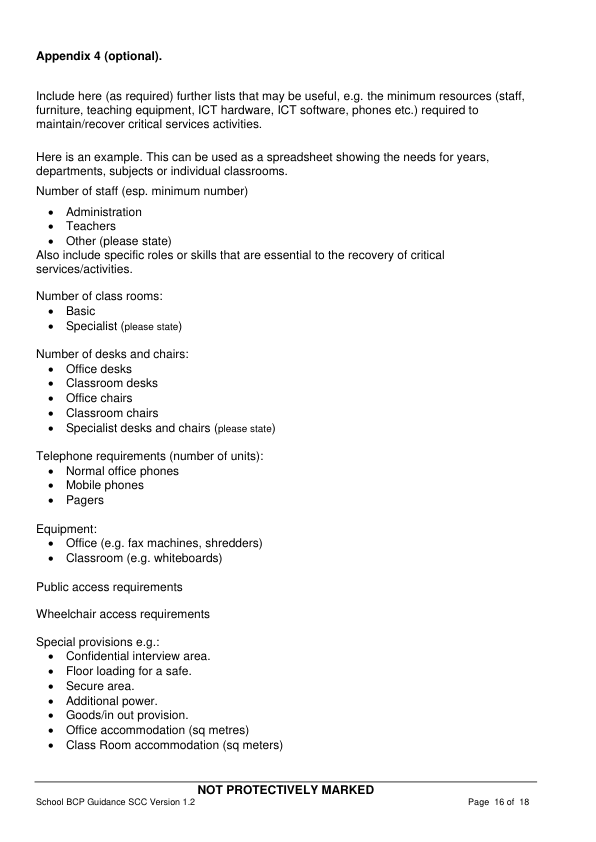 Appendix 4 (optional).
Include here (as required) further lists that may be useful, e.g. the minimum resources (staff,
furniture, teaching equipment, ICT hardware, ICT software, phones etc.) required to
maintain/recover critical services activities.
Here is an example. This can be used as a spreadsheet showing the needs for years,
departments, subjects or individual classrooms.
Number of staff (esp. minimum number)
• Administration
• Teachers
• Other (please state)
Also include specific roles or skills that are essential to the recovery of critical
services/activities.
Number of class rooms:
• Basic
• Specialist (please state)
Number of desks and chairs:
• Office desks
• Classroom desks
• Office chairs
• Classroom chairs
• Specialist desks and chairs (please state)
Telephone requirements (number of units):
• Normal office phones
• Mobile phones
• Pagers
Equipment:
• Office (e.g. fax machines, shredders)
• Classroom (e.g. whiteboards)
Public access requirements
Wheelchair access requirements
Special provisions e.g.:
• Confidential interview area.
• Floor loading for a safe.
• Secure area.
• Additional power.
• Goods/in out provision.
• Office accommodation (sq metres)
• Class Room accommodation (sq meters)
NOT PROTECTIVELY MARKED
School BCP Guidance SCC Version 1.2 Page 16 of 18